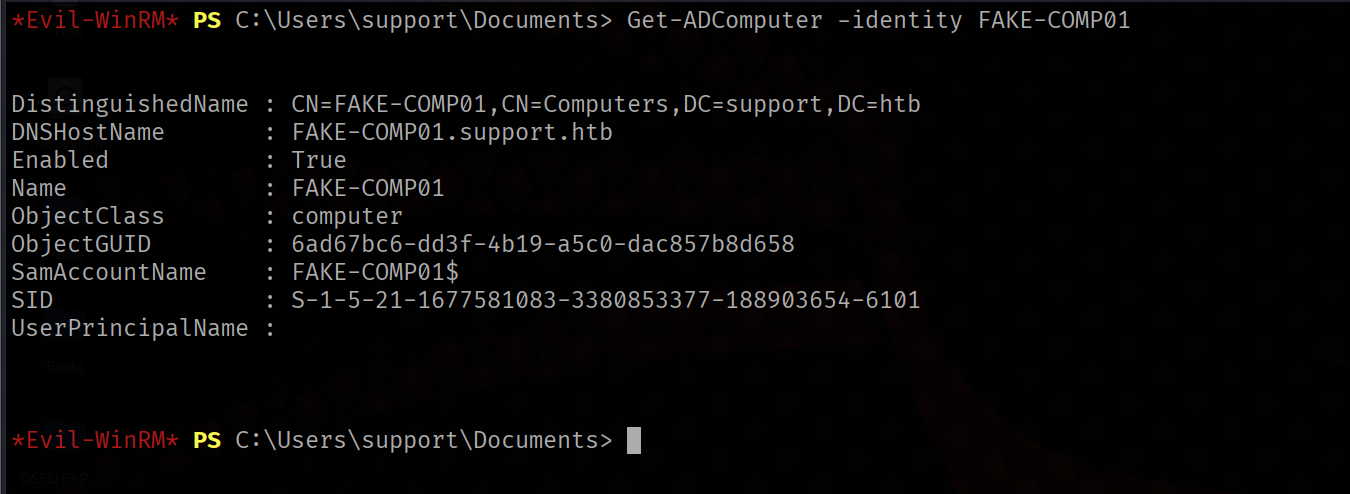 *Evil-WinRM* PS C:\Users\support\Documents> Get-ADComputer -identity FAKE-COMP01
DistinguishedName : CN=FAKE-COMP01,CN=Computers,DC=support,DC=htb
DNSHostName       : FAKE-COMP01.support.htb
Enabled           : True
Name              : FAKE-COMP01
ObjectClass       : computer
ObjectGUID        : 6ad67bc6-dd3f-4b19-a5c0-dac857b8d658
SamAccountName    : FAKE-COMP01$
SID               : S-1-5-21-1677581083-3380853377-188903654-6101
UserPrincipalName :
Books
*Evil-WinRM* PS C:\Users\support\Documents>